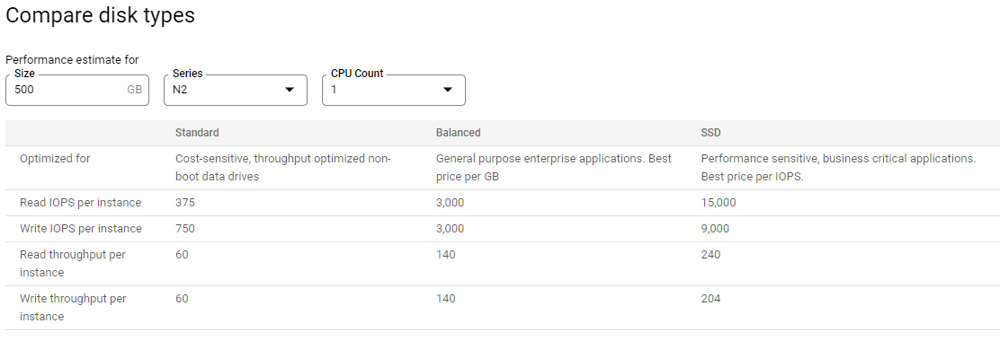 Compare disk types
Performance estimate for
Size
500 GB
Series
N2
CPU Count
1
Standard Balanced SSD
Optimized for
Cost-sensitive, throughput optimized non-
boot data drives
General purpose enterprise applications. Best
price per GB
Performance sensitive, business critical applications.
Best price per IOPS.
Read IOPS per instance 375 3,000 15,000
Write IOPS per instance 750 3,000 9,000
Read throughput per
instance
60 140 240
Write throughput per
instance
60 140 204